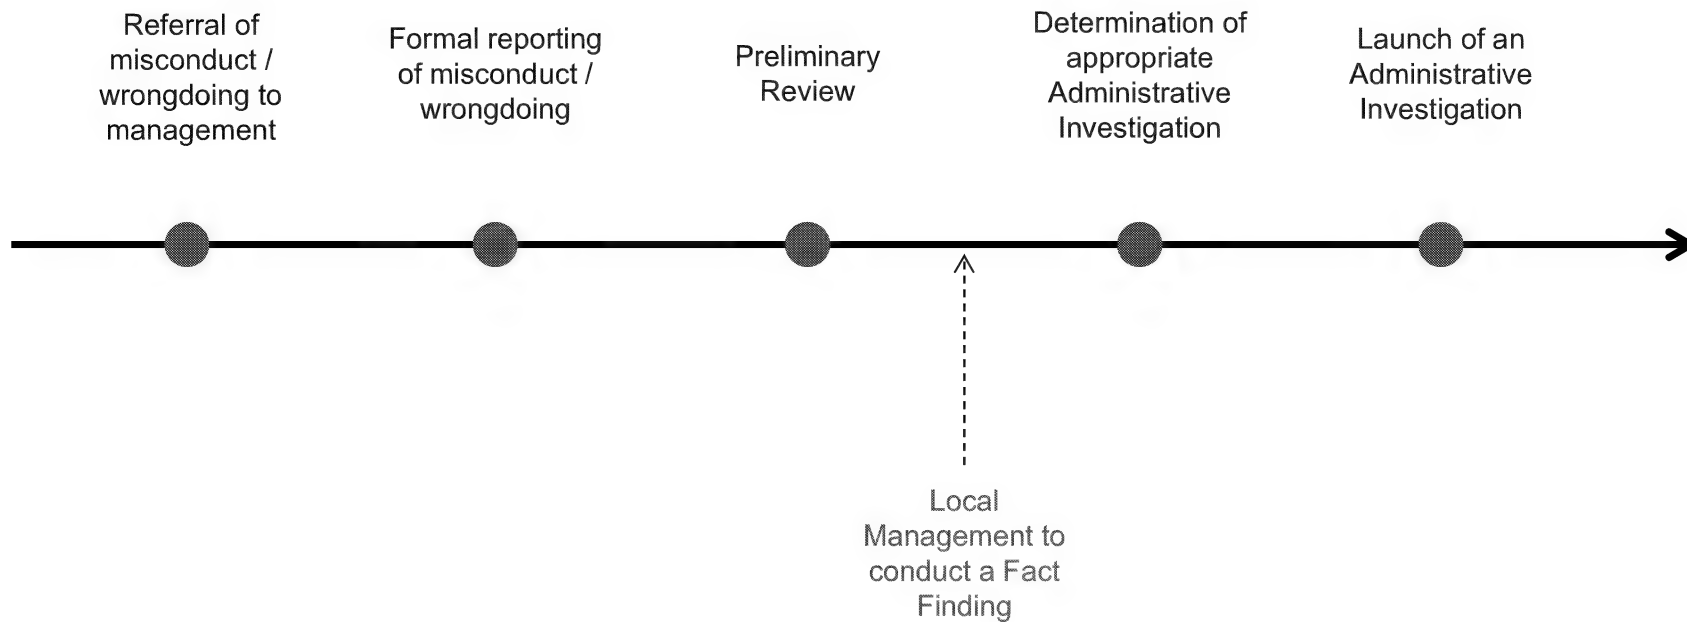 Referral of
misconduct /
wrongdoing to
management
Formal reporting
of misconduct /
wrongdoing
Preliminary
Review
Determination of
appropriate
Administrative
Investigation
Launch of an
Administrative
Investigation
Local
Management to
conduct a Fact
Finding